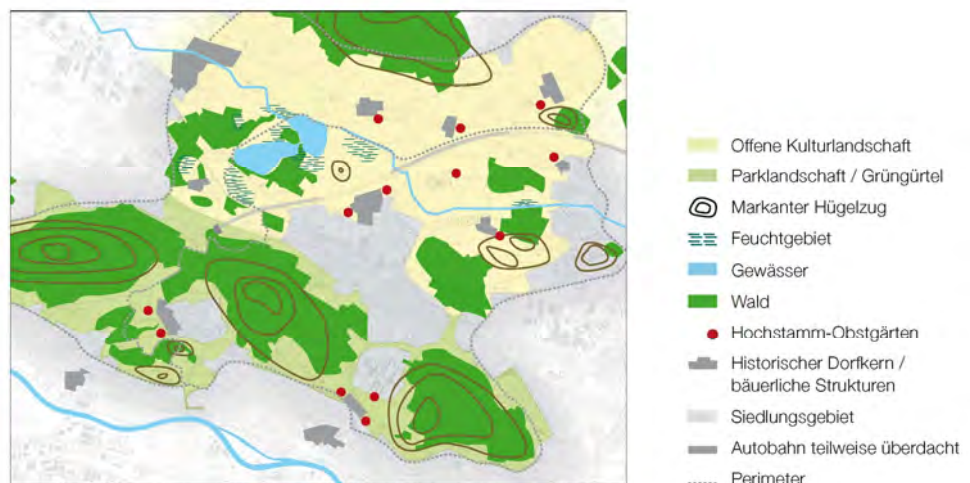 Offene Kulturlandschaft
Parklandschaft / Grüngürtel
Markanter Hügelzug
Feuchtgebiet
Gewässer
Wald
Hochstamm-Obstgärten
Historischer Dorfkern /
bäuerliche Strukturen
Siedlungsgebiet
Autobahn teilweise überdacht
Perimeter